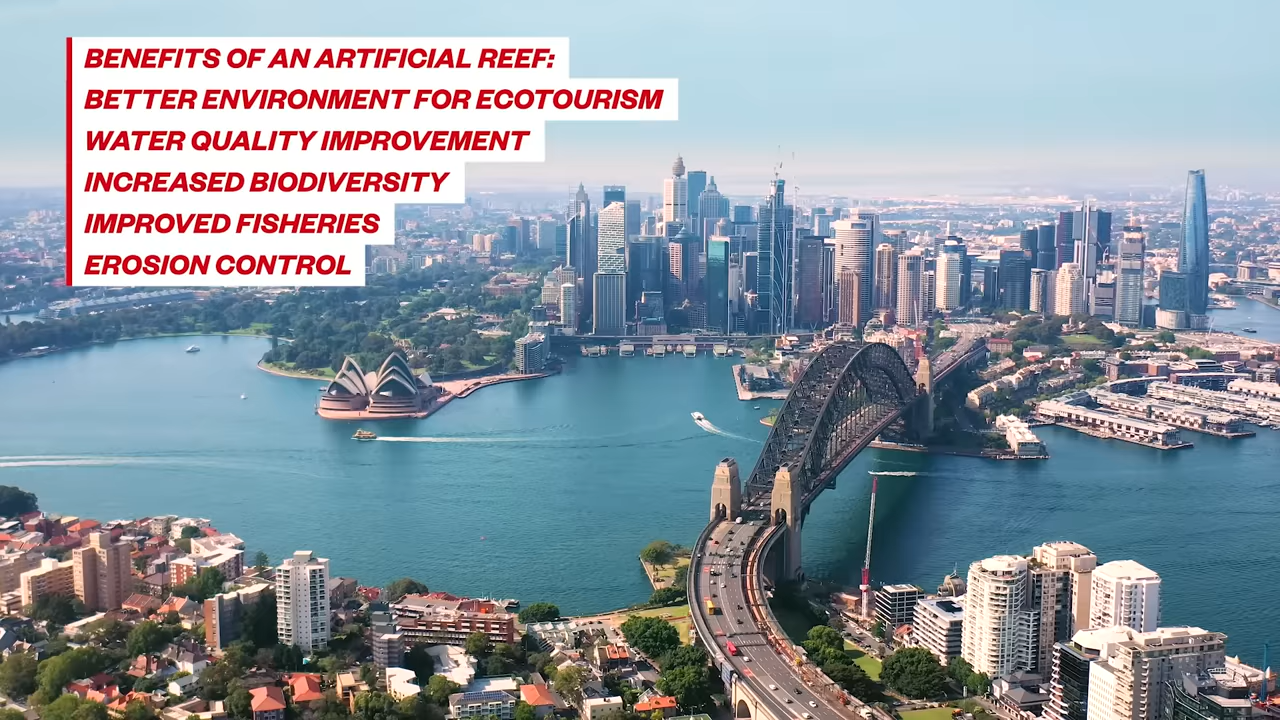 BENEFITS OF AN ARTIFICIAL REEF:
BETTER ENVIRONMENT FOR ECOTOURISM
WATER QUALITY IMPROVEMENT
INCREASED BIODIVERSITY
IMPROVED FISHERIES
EROSION CONTROL